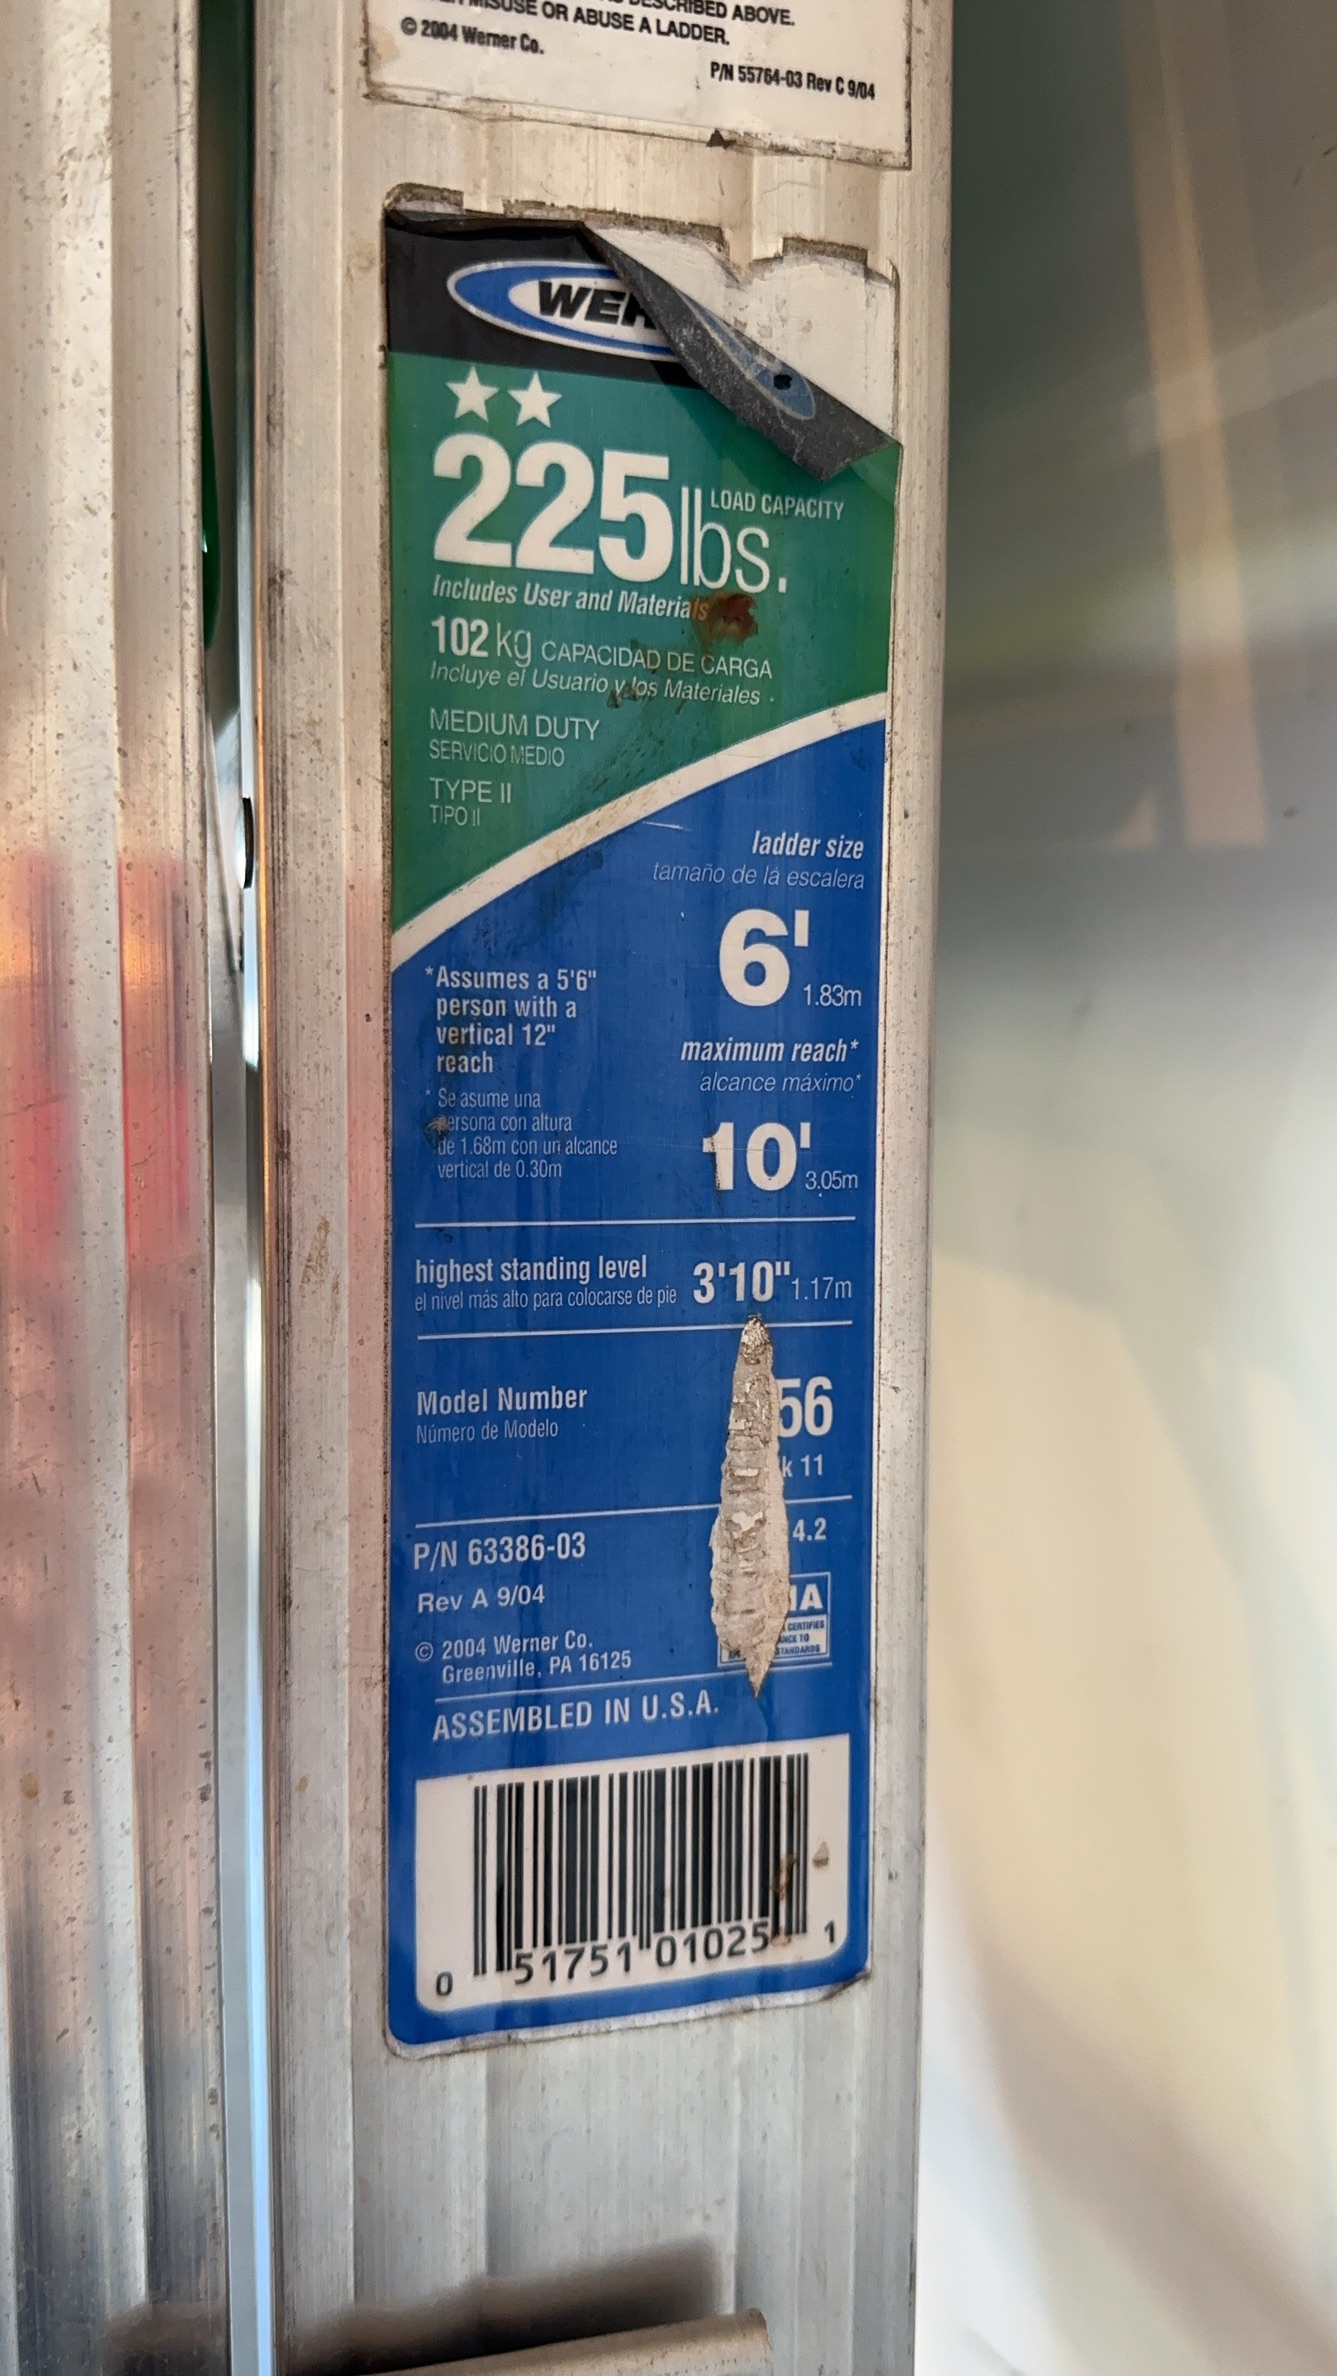 DESCRIBED ABOVE.
MISUSE OR ABUSE A LADDER.
© 2004 Werner Co.
P/N 55764-03 Rev C 9/04
225 lbs. LOAD CAPACITY
Includes User and Materials
102 kg CAPACIDAD DE CARGA
Incluye el Usuario y los Materiales
MEDIUM DUTY
SERVICIO MEDIO
TYPE II
TIPO II
ladder size
tamaño de la escalera
6' 1.83m
*Assumes a 5'6"
person with a
vertical 12"
reach
* Se asume una
persona con altura
de 1.68m con un alcance
vertical de 0.30m
maximum reach*
alcance máximo*
10' 3.05m
highest standing level 3'10" 1.17m
el nivel más alto para colocarse de pie
Model Number 56
Número de Modelo
k 11
4.2
P/N 63386-03
Rev A 9/04
© 2004 Werner Co.
Greenville, PA 16125
CERTIFIES
TO
STANDARDS
ASSEMBLED IN U.S.A.
0 51751 01025 1